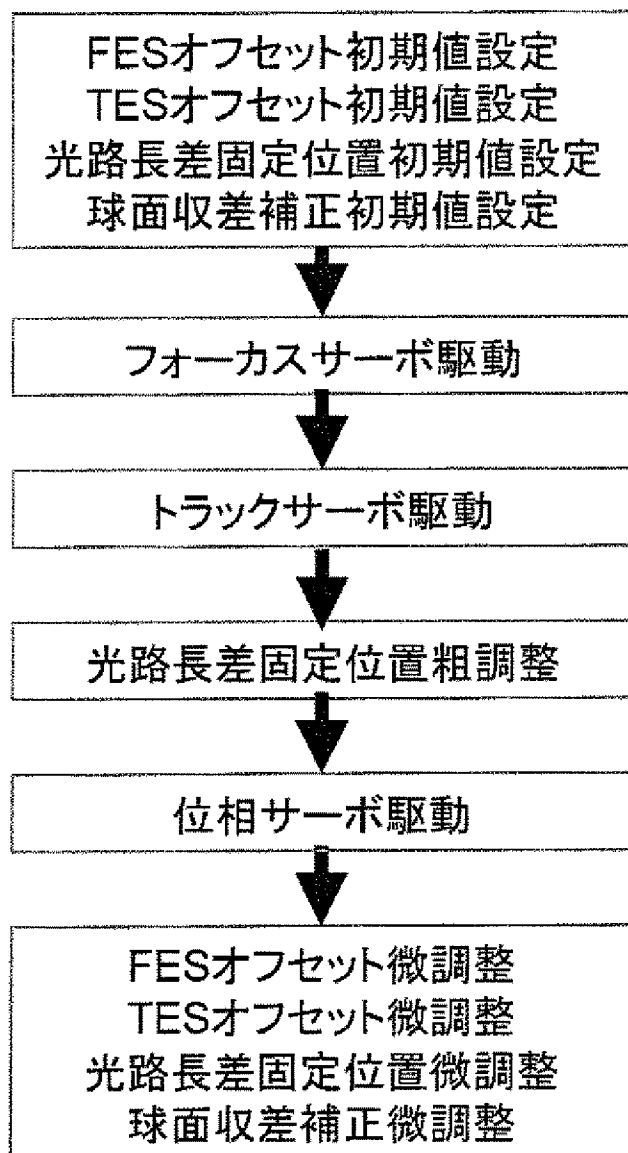 FESオフセット初期値設定
TESオフセット初期値設定
光路長差固定位置初期値設定
球面収差補正初期値設定
フォーカスサーボ駆動
トラックサーボ駆動
光路長差固定位置粗調整
位相サーボ駆動
FESオフセット微調整
TESオフセット微調整
光路長差固定位置微調整
球面収差補正微調整